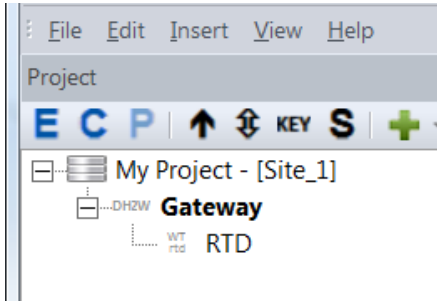 File Edit Insert View Help
Project
E C P KEY S
My Project - [Site_1]
DH2W Gateway
WT rtd RTD